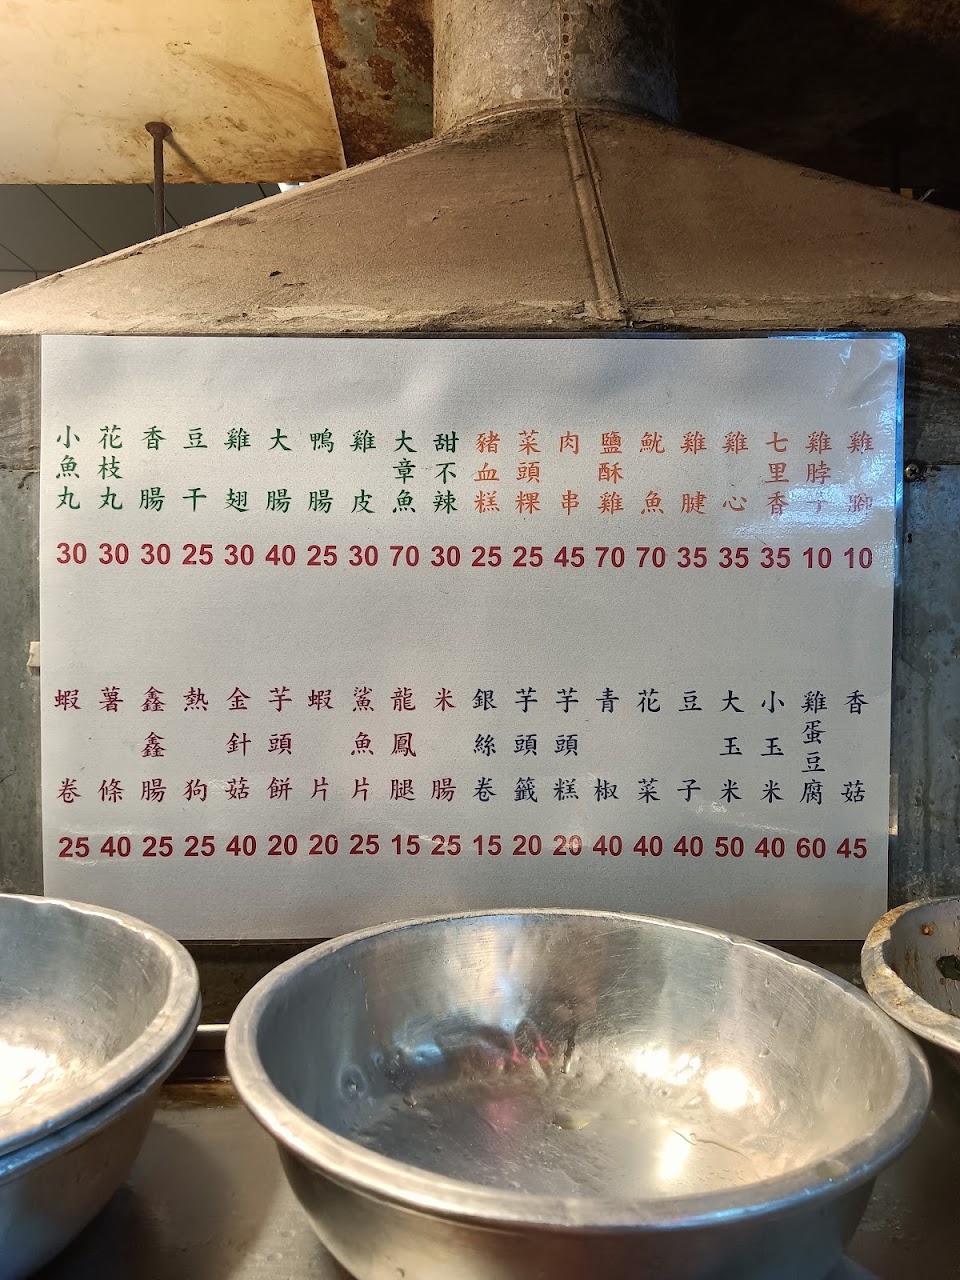 雞腳 10
雞脖子 10
七里香 35
雞心 35
雞腱 35
魷魚 70
鹽酥雞 70
肉串 45
菜頭粿 25
豬血糕 25
甜不辣 30
大章魚 70
雞皮 30
鴨腸 25
大腸 40
雞翅 30
豆干 25
香腸 30
花枝丸 30
小魚丸 30
香菇 45
雞蛋豆腐 60
小玉米 40
大玉米 50
豆子 40
花菜 40
青椒 40
芋頭糕 20
芋頭籤 20
銀絲卷 15
米腸 25
龍鳳腿 15
鯊魚片 25
蝦片 20
芋頭餅 20
金針菇 40
熱狗 25
鑫鑫腸 25
薯條 40
蝦卷 25